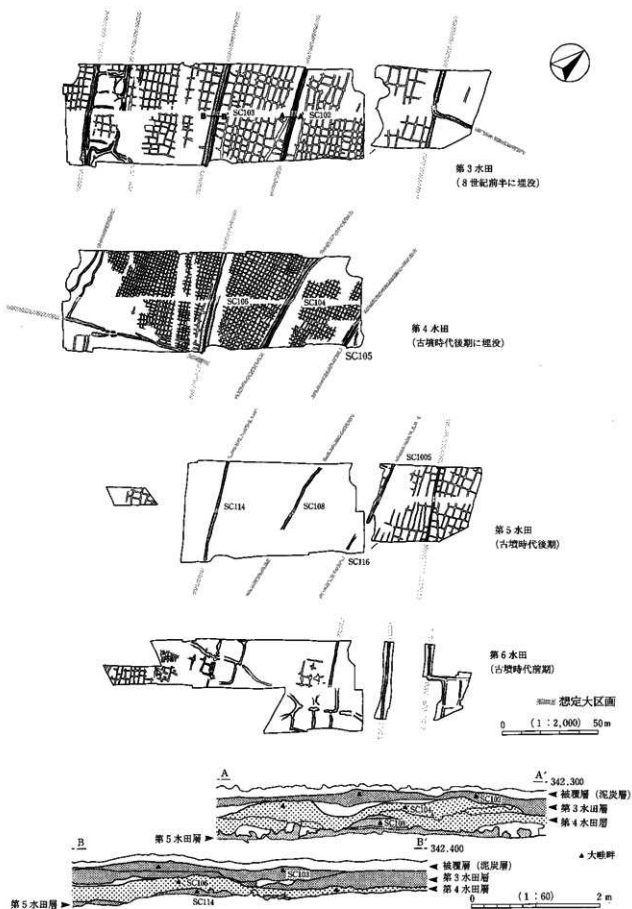 SC103
SC102
第3水田
(8世紀前半に埋没)
SC106
SC104
第4水田
(古墳時代後期に埋没)
SC105
SC1005
SC114
SC108
第5水田
(古墳時代後期)
SC116
第6水田
(古墳時代前期)
想定大区画
0 (1:2,000) 50m
A A′
342.300
SC102
被覆層(泥炭層)
第3水田層
SC104
第4水田層
第5水田層
B B′
342.400
SC103
被覆層(泥炭層)
第3水田層
SC106
第4水田層
▲大畦畔
第5水田層
SC114
0 (1:60) 2m